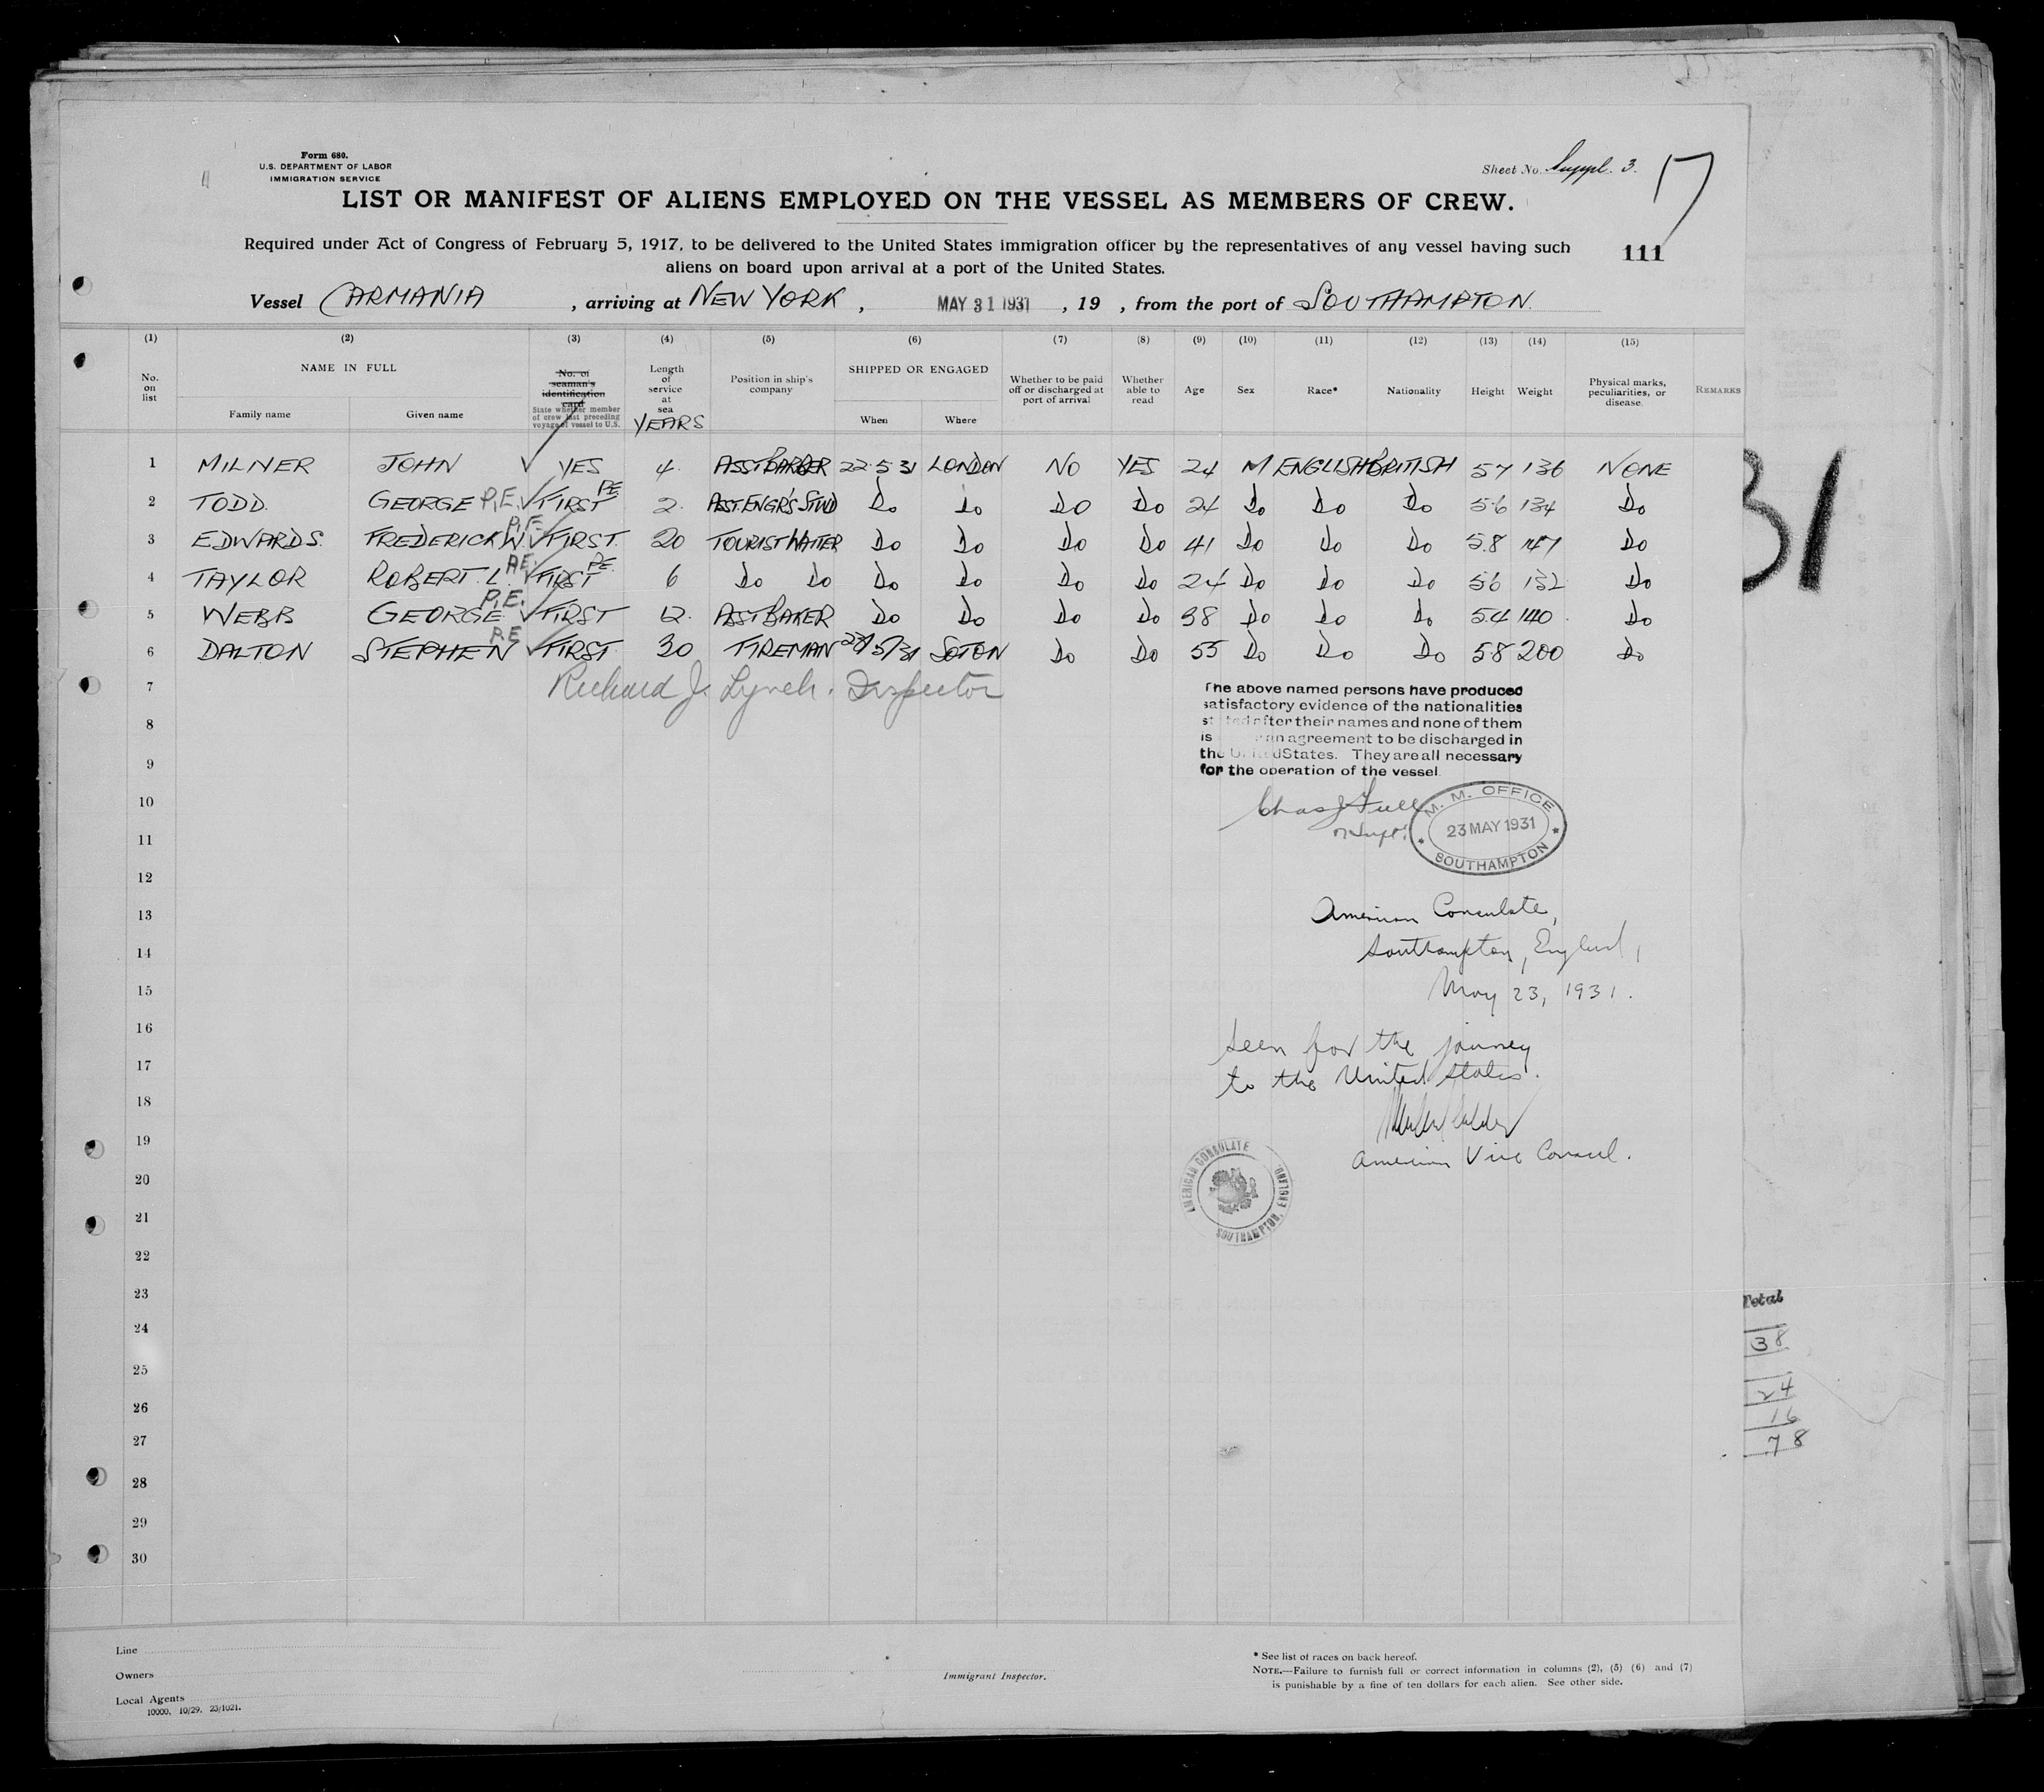 Form 680.
U.S. DEPARTMENT OF LABOR
IMMIGRATION SERVICE
Sheet No. Suppl. 3.
17
LIST OR MANIFEST OF ALIENS EMPLOYED ON THE VESSEL AS MEMBERS OF CREW.
Required under Act of Congress of February 5, 1917, to be delivered to the United States immigration officer by the representatives of any vessel having such
aliens on board upon arrival at a port of the United States.
111
Vessel CARMANIA , arriving at NEW YORK , MAY 31 1931 , 19 , from the port of SOUTHAMPTON.
(1) (2) (3) (4) (5) (6) (7) (8) (9) (10) (11) (12) (13) (14) (15)
No. on list
NAME IN FULL
Family name Given name
No. of seaman's identification card
State whether member of crew last preceding voyage of vessel to U.S.
Length of service at sea
YEARS
Position in ship's company
SHIPPED OR ENGAGED
When Where
Whether to be paid off or discharged at port of arrival
Whether able to read
Age Sex Race* Nationality Height Weight
Physical marks, peculiarities, or disease.
REMARKS
1 MILNER JOHN YES 4. ASST BARBER 22.5.31 LONDON NO YES 24 M ENGLISH BRITISH 5.7 136 NONE
2 TODD. GEORGE P.E. FIRST P.E. 2. ASST. ENGR'S STWD Do Do Do Do 24 Do Do Do 5.6 134 Do
3 EDWARDS. FREDERICK W. P.E. FIRST. 20 TOURIST WAITER Do Do Do Do 41 Do Do Do 5.8 147 Do
4 TAYLOR ROBERT. L. P.E. FIRST P.E. 6 Do Do Do Do Do Do 24 Do Do Do 5.6 132 Do
5 WEBB GEORGE P.E. FIRST 12. ASST BAKER Do Do Do Do 38 Do Do Do 5.4 140 Do
6 DALTON STEPHEN P.E. FIRST 30 FIREMAN 23/5/31 SOTON Do Do 55 Do Do Do 5.8 200 Do
7 Richard J. Lynch. Inspector
The above named persons have produced
satisfactory evidence of the nationalities
stated after their names and none of them
is an agreement to be discharged in
the United States. They are all necessary
for the operation of the vessel
8
9
10
11
Chas J
M. M. OFFICE
23 MAY 1931
SOUTHAMPTON
12
13 American Consulate,
14 Southampton, England,
15 May 23, 1931.
16 Seen for the journey
17 to the United States.
18
19 American Vice Consul.
AMERICAN CONSULATE
SOUTHAMPTON, ENGLAND.
20
21
22
23
24
25
26
27
28
29
30
31
Total
38
24
16
78
Line
Owners
Local Agents
10000, 10/29. 23/1021.
Immigrant Inspector.
* See list of races on back hereof.
NOTE.—Failure to furnish full or correct information in columns (2), (5) (6) and (7)
is punishable by a fine of ten dollars for each alien. See other side.